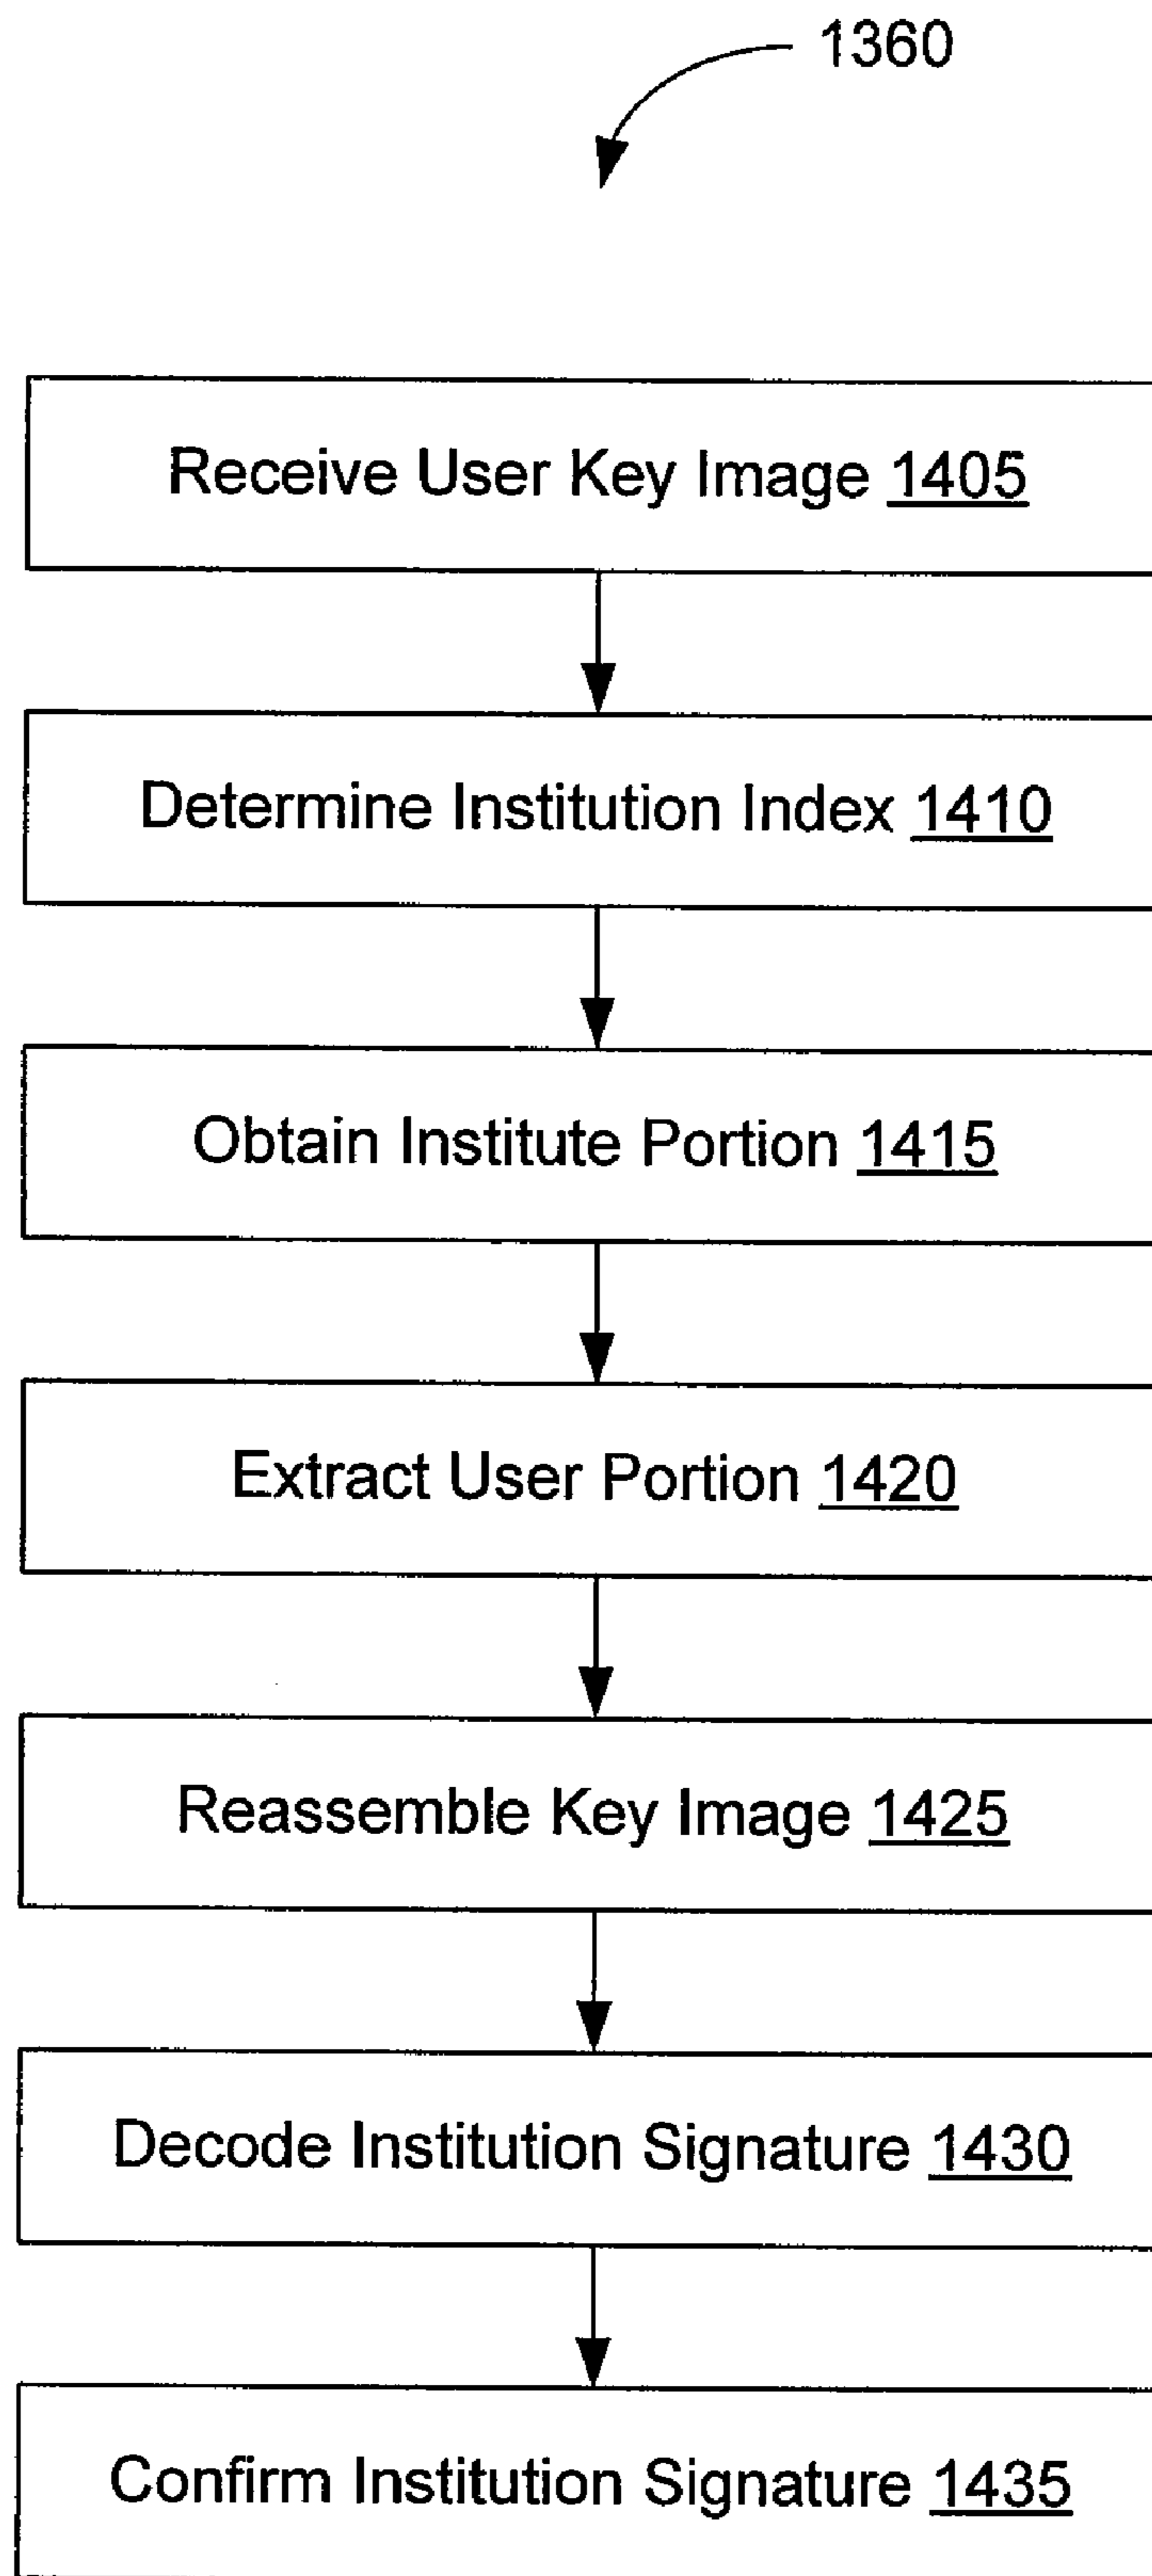 1360
Receive User Key Image 1405
Determine Institution Index 1410
Obtain Institute Portion 1415
Extract User Portion 1420
Reassemble Key Image 1425
Decode Institution Signature 1430
Confirm Institution Signature 1435